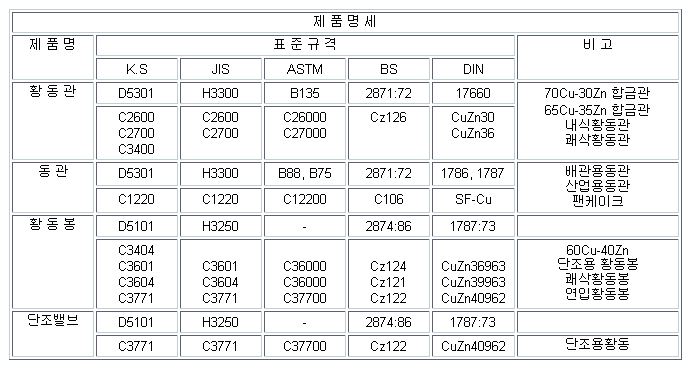 제 품 명 세
제 품 명 표 준 규 격 비 고
K.S JIS ASTM BS DIN
황 동 관 D5301 H3300 B135 2871:72 17660 70Cu-30Zn 합금관
65Cu-35Zn 합금관
C2600 C2600 C26000 Cz126 CuZn30 내식황동관
C2700 C2700 C27000 CuZn36 쾌삭황동관
C3400
동 관 D5301 H3300 B88, B75 2871:72 1786, 1787 배관용동관
산업용동관
C1220 C1220 C12200 C106 SF-Cu 팬케이크
황 동 봉 D5101 H3250 - 2874:86 1787:73
C3404 60Cu-40Zn
C3601 C3601 C36000 Cz124 CuZn36963 단조용 황동봉
C3604 C3604 C36000 Cz121 CuZn39963 쾌삭황동봉
C3771 C3771 C37700 Cz122 CuZn40962 연입황동봉
단조밸브 D5101 H3250 - 2874:86 1787:73
C3771 C3771 C37700 Cz122 CuZn40962 단조용황동